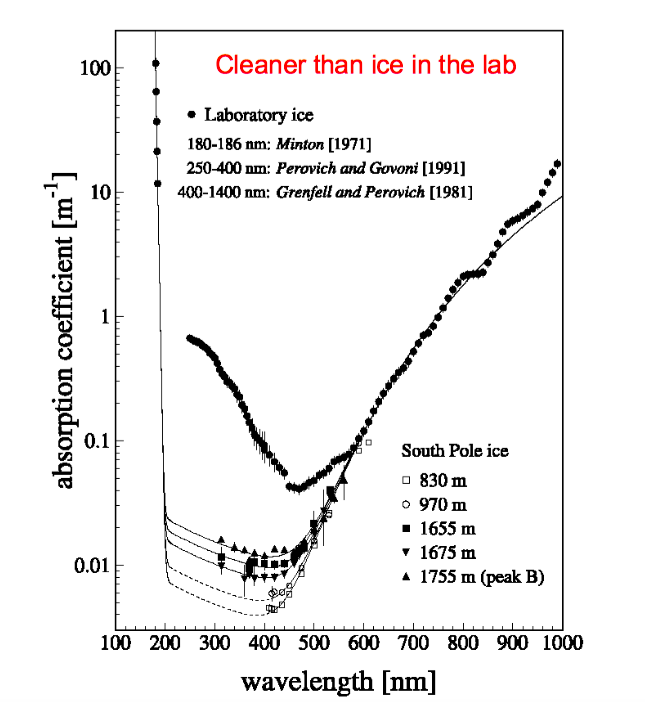 Cleaner than ice in the lab
Laboratory ice
180-186 nm: Minton [1971]
250-400 nm: Perovich and Govoni [1991]
400-1400 nm: Grenfell and Perovich [1981]
absorption coefficient [m-1]
100
10
1
0.1
0.01
South Pole ice
830 m
970 m
1655 m
1675 m
1755 m (peak B)
100 200 300 400 500 600 700 800 900 1000
wavelength [nm]